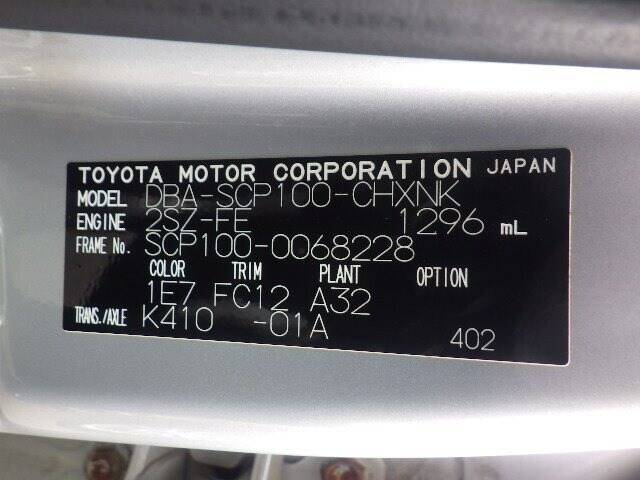 TOYOTA MOTOR CORPORATION JAPAN
MODEL DBA-SCP100-CHXNK
ENGINE 2SZ-FE 1296 mL
FRAME No. SCP100-0068228
COLOR TRIM PLANT OPTION
1E7 FC12 A32
TRANS./AXLE K410 -01A
402